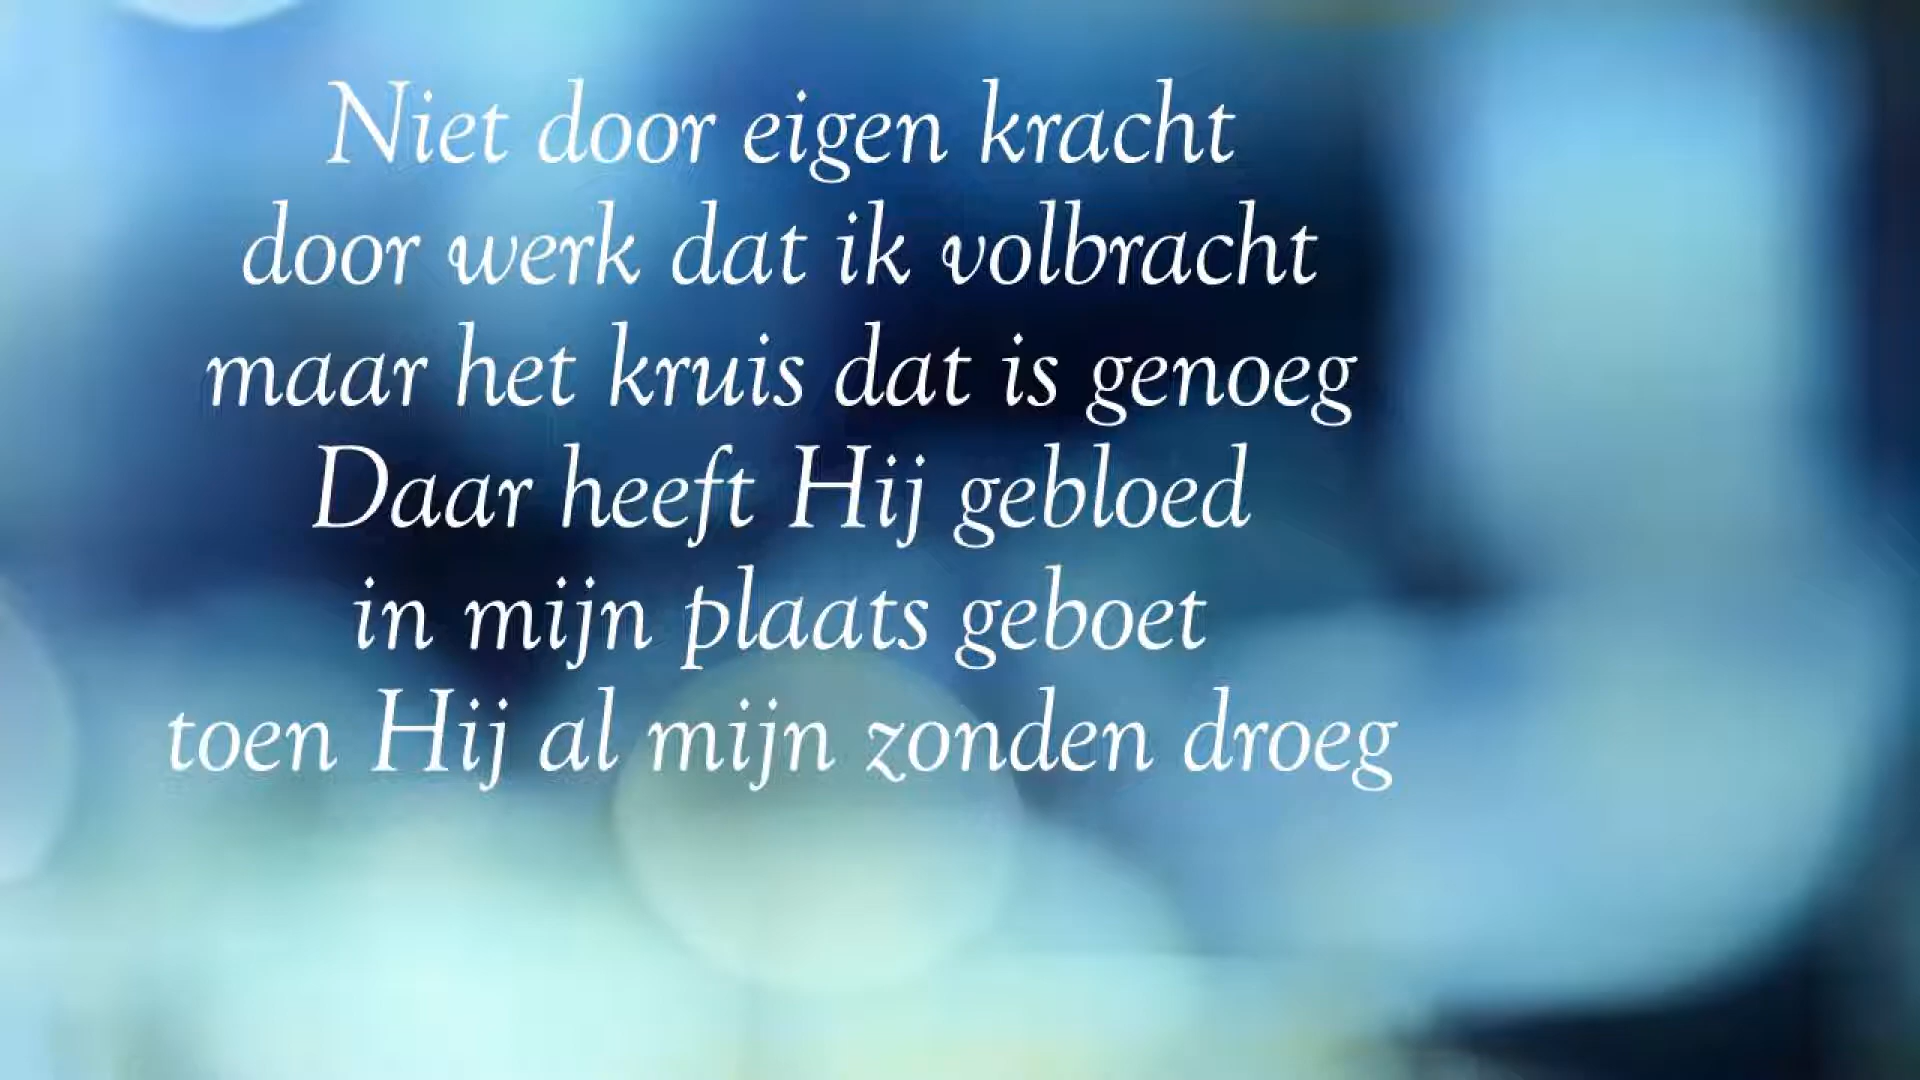 Niet door eigen kracht
door werk dat ik volbracht
maar het kruis dat is genoeg
Daar heeft Hij gebloed
in mijn plaats geboet
toen Hij al mijn zonden droeg